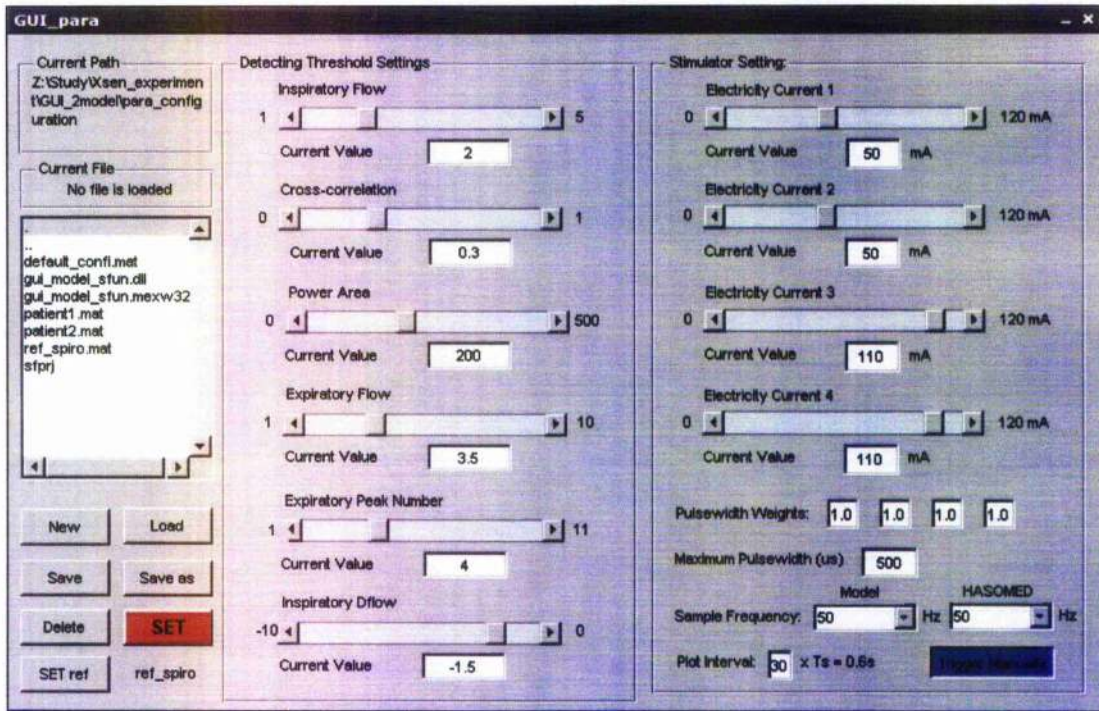 GUI_para
Current Path
Z:\Study\Xsen_experimen
t\GUI_2model\para_config
uration
Current File
No file is loaded
.
..
default_confi.mat
gui_model_sfun.dll
gui_model_sfun.mexw32
patient1.mat
patient2.mat
ref_spiro.mat
sfprj
New Load
Save Save as
Delete SET
SET ref ref_spiro
Detecting Threshold Settings
Inspiratory Flow
1 5
Current Value 2
Cross-correlation
0 1
Current Value 0.3
Power Area
0 500
Current Value 200
Expiratory Flow
1 10
Current Value 3.5
Expiratory Peak Number
1 11
Current Value 4
Inspiratory Dflow
-10 0
Current Value -1.5
Stimulator Setting:
Electricity Current 1
0 120 mA
Current Value 50 mA
Electricity Current 2
0 120 mA
Current Value 50 mA
Electricity Current 3
0 120 mA
Current Value 110 mA
Electricity Current 4
0 120 mA
Current Value 110 mA
Pulsewidth Weights: 1.0 1.0 1.0 1.0
Maximum Pulsewidth (us) 500
Model HASOMED
Sample Frequency: 50 Hz 50 Hz
Plot Interval: 30 x Ts = 0.6s Trigger Manually